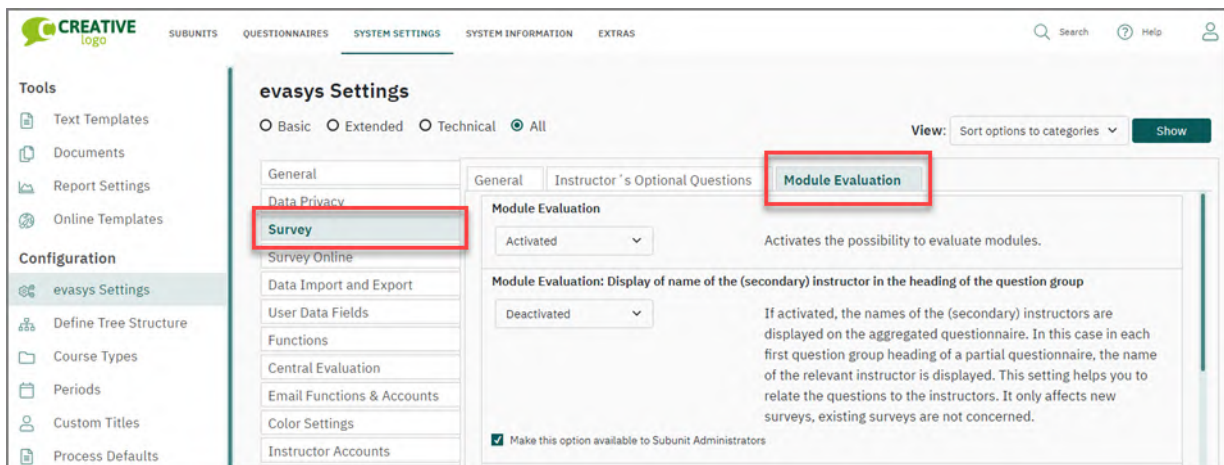 CREATIVE
logo
SUBUNITS QUESTIONNAIRES SYSTEM SETTINGS SYSTEM INFORMATION EXTRAS Search ? Help
Tools
Text Templates
Documents
Report Settings
Online Templates
Configuration
evasys Settings
Define Tree Structure
Course Types
Periods
Custom Titles
Process Defaults
evasys Settings
Basic Extended Technical All
View: Sort options to categories Show
General
Data Privacy
Survey
Survey Online
Data Import and Export
User Data Fields
Functions
Central Evaluation
Email Functions & Accounts
Color Settings
Instructor Accounts
General Instructor´s Optional Questions Module Evaluation
Module Evaluation
Activated Activates the possibility to evaluate modules.
Module Evaluation: Display of name of the (secondary) instructor in the heading of the question group
Deactivated
If activated, the names of the (secondary) instructors are
displayed on the aggregated questionnaire. In this case in each
first question group heading of a partial questionnaire, the name
of the relevant instructor is displayed. This setting helps you to
relate the questions to the instructors. It only affects new
surveys, existing surveys are not concerned.
Make this option available to Subunit Administrators